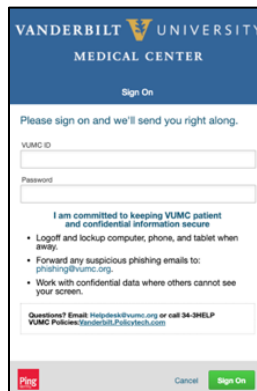 VANDERBILT UNIVERSITY
MEDICAL CENTER
Sign On
Please sign on and we'll send you right along.
VUMC ID
Password
I am committed to keeping VUMC patient
and confidential information secure
• Logoff and lockup computer, phone, and tablet when
away.
• Forward any suspicious phishing emails to:
phishing@vumc.org.
• Work with confidential data where others cannot see
your screen.
Questions? Email: Helpdesk@vumc.org or call 34-3HELP
VUMC Policies:Vanderbilt.Policytech.com
Ping
Cancel
Sign On